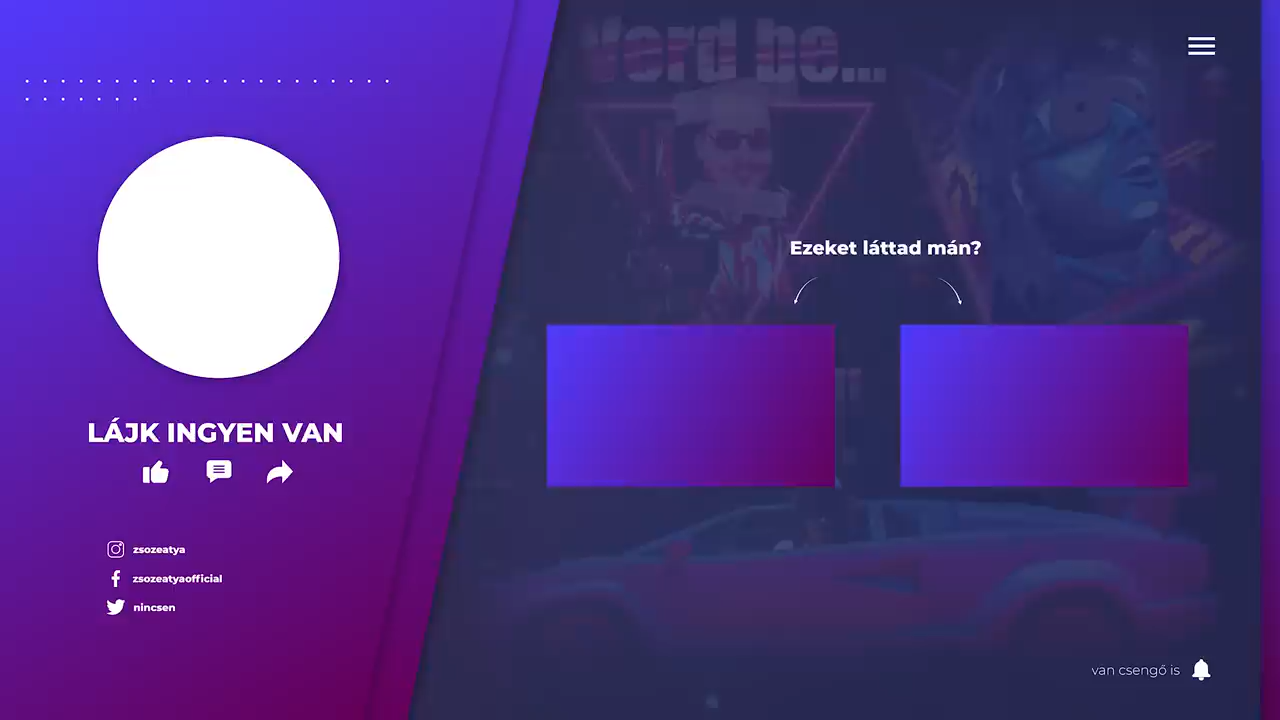 Ezeket láttad mán?
LÁJK INGYEN VAN
zsozeatya
zsozeatyaofficial
nincsen
van csengő is